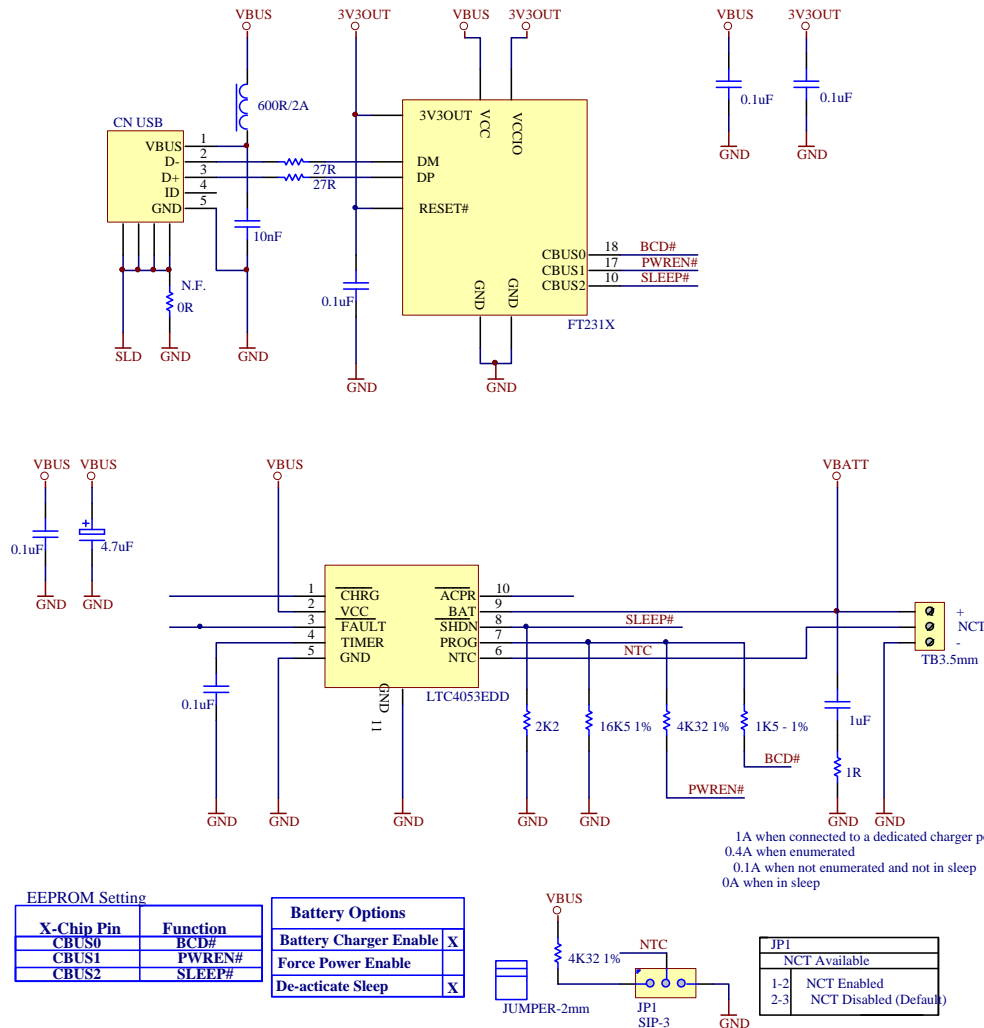 VBUS 3V3OUT VBUS 3V3OUT VBUS 3V3OUT
600R/2A
0.1uF 0.1uF
GND GND
CN USB
VBUS 1
D- 2
D+ 3
ID 4
GND 5
27R
27R
10nF
N.F.
0R
SLD GND GND
0.1uF
GND
3V3OUT
VCC
VCCIO
DM
DP
RESET#
CBUS0 18 BCD#
CBUS1 17 PWREN#
CBUS2 10 SLEEP#
GND
GND
FT231X
GND
VBUS VBUS VBUS VBATT
0.1uF 4.7uF
+
GND GND
1 CHRG ACPR 10
2 VCC BAT 9
3 FAULT SHDN 8 SLEEP#
4 TIMER PROG 7
5 GND NTC 6 NTC
GND 11
LTC4053EDD
+
NCT
-
TB3.5mm
0.1uF
2K2 16K5 1% 4K32 1% 1K5 - 1% 1uF
BCD#
1R
PWREN#
GND GND GND GND GND GND GND
1A when connected to a dedicated charger p
0.4A when enumerated
0.1A when not enumerated and not in sleep
0A when in sleep
EEPROM Setting
X-Chip Pin Function
CBUS0 BCD#
CBUS1 PWREN#
CBUS2 SLEEP#
Battery Options
Battery Charger Enable X
Force Power Enable
De-acticate Sleep X
VBUS
4K32 1%
NTC
JUMPER-2mm
JP1
SIP-3
GND
JP1
NCT Available
1-2 NCT Enabled
2-3 NCT Disabled (Default)